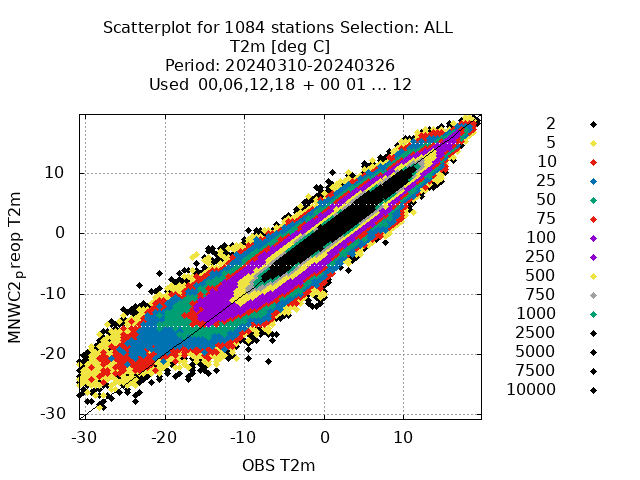 Scatterplot for 1084 stations Selection: ALL
T2m [deg C]
Period: 20240310-20240326
Used  00,06,12,18 + 00 01 ... 12
MNWC2preop T2m
10
0
-10
-20
-30
-30 -20 -10 0 10
OBS T2m
2
5
10
25
50
75
100
250
500
750
1000
2500
5000
7500
10000